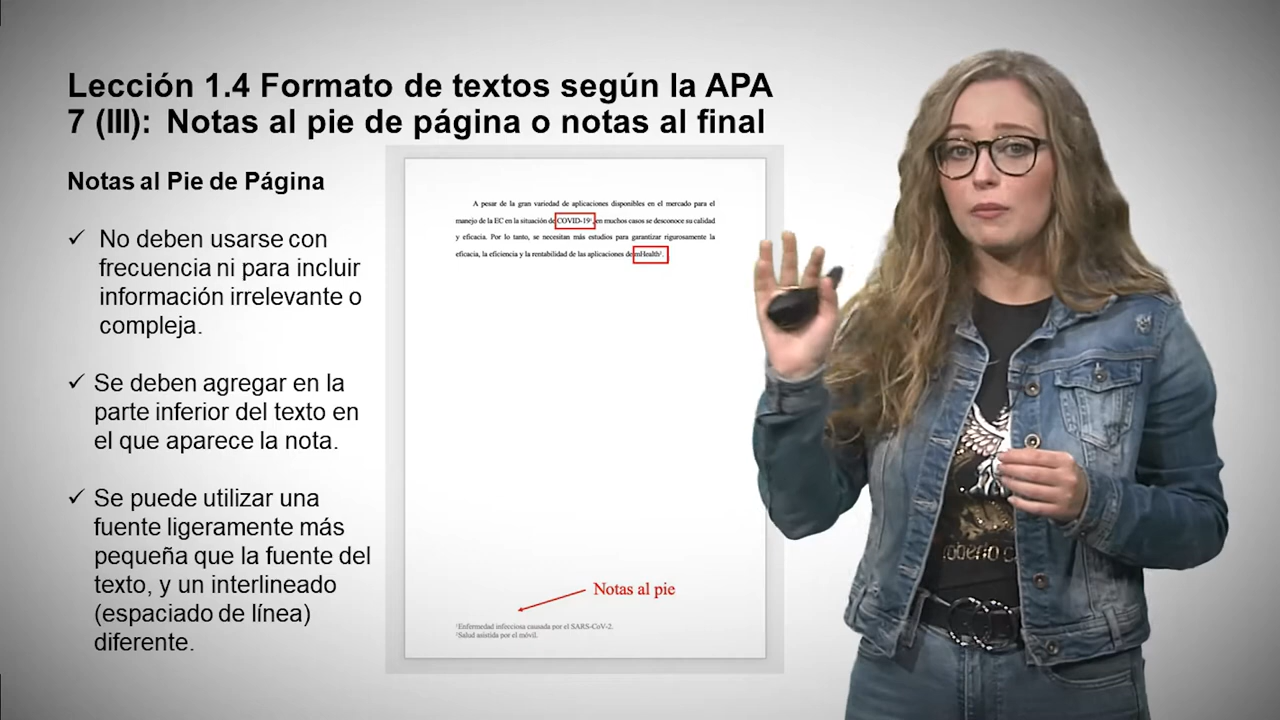 Lección 1.4 Formato de textos según la APA
7 (III): Notas al pie de página o notas al final
Notas al Pie de Página
✓ No deben usarse con
frecuencia ni para incluir
información irrelevante o
compleja.
✓ Se deben agregar en la
parte inferior del texto en
el que aparece la nota.
✓ Se puede utilizar una
fuente ligeramente más
pequeña que la fuente del
texto, y un interlineado
(espaciado de línea)
diferente.
A pesar de la gran variedad de aplicaciones disponibles en el mercado para el
manejo de la EC en la situación de COVID-19¹, en muchos casos se desconoce su calidad
y eficacia. Por lo tanto, se necesitan más estudios para garantizar rigurosamente la
eficacia, la eficiencia y la rentabilidad de las aplicaciones de mHealth².
Notas al pie
¹Enfermedad infecciosa causada por el SARS-CoV-2.
²Salud asistida por el móvil.
roberto